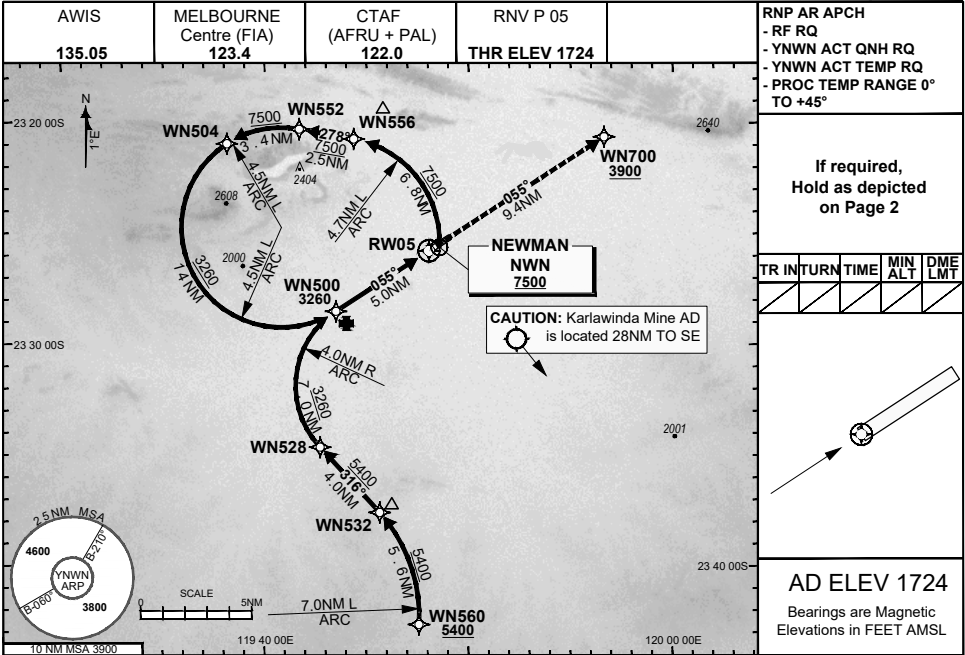 AWIS
135.05
MELBOURNE
Centre (FIA)
123.4
CTAF
(AFRU + PAL)
122.0
RNV P 05
THR ELEV 1724
RNP AR APCH
- RF RQ
- YNWN ACT QNH RQ
- YNWN ACT TEMP RQ
- PROC TEMP RANGE 0°
TO +45°
If required,
Hold as depicted
on Page 2
TR IN
TURN
TIME
MIN
ALT
DME
LMT
AD ELEV 1724
Bearings are Magnetic
Elevations in FEET AMSL
N
1°E
23 20 00S
WN504
7500
3.4NM
WN552
278°
7500
2.5NM
WN556
7500
6.8NM
2640
WN700
3900
055°
9.4NM
2404
2608
2000
4.5NM L
ARC
4.5NM L
ARC
4.7NM L
ARC
3260
14NM
RW05
NEWMAN
NWN
7500
WN500
3260
055°
5.0NM
CAUTION: Karlawinda Mine AD
is located 28NM TO SE
23 30 00S
4.0NM R
ARC
3260
7.0NM
2001
WN528
5400
316°
4.0NM
WN532
5400
5.6NM
23 40 00S
7.0NM L
ARC
WN560
5400
25NM MSA
4600
B-210°
YNWN
ARP
B-060°
3800
10 NM MSA 3900
SCALE
0
5NM
119 40 00E
120 00 00E